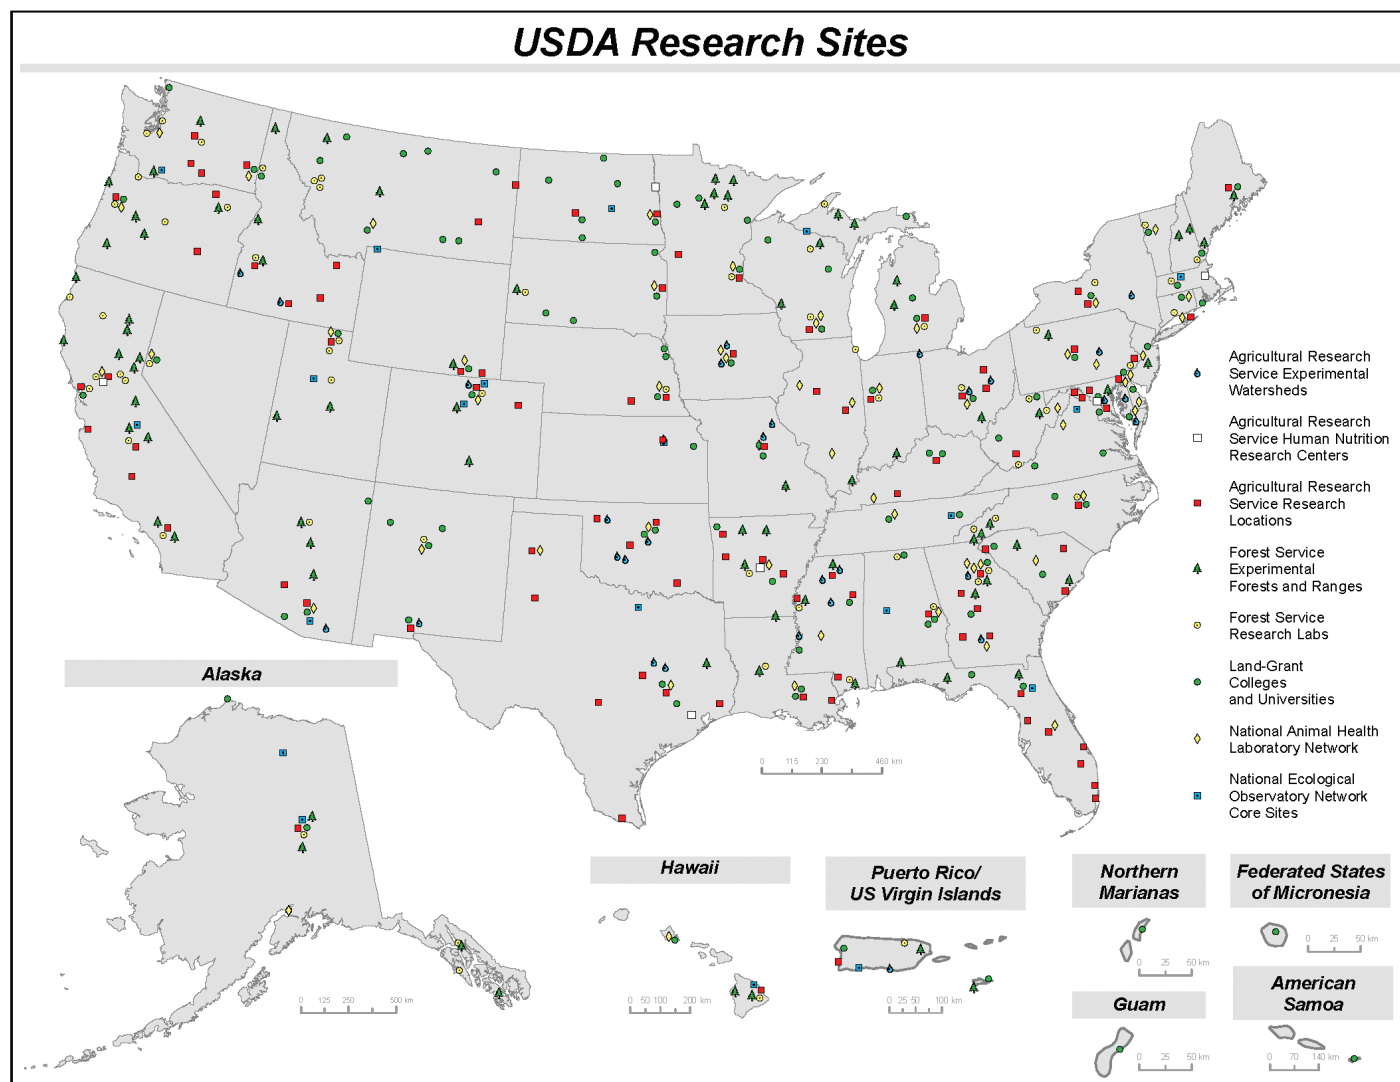 USDA Research Sites
Agricultural Research
Service Experimental
Watersheds
Agricultural Research
Service Human Nutrition
Research Centers
Agricultural Research
Service Research
Locations
Forest Service
Experimental
Forests and Ranges
Forest Service
Research Labs
Land-Grant
Colleges
and Universities
National Animal Health
Laboratory Network
National Ecological
Observatory Network
Core Sites
0 115 230 460 km
Alaska
0 125 250 500 km
Hawaii
0 50 100 200 km
Puerto Rico/
US Virgin Islands
0 25 50 100 km
Northern
Marianas
0 25 50 km
Federated States
of Micronesia
0 25 50 km
Guam
0 25 50 km
American
Samoa
0 70 140 km